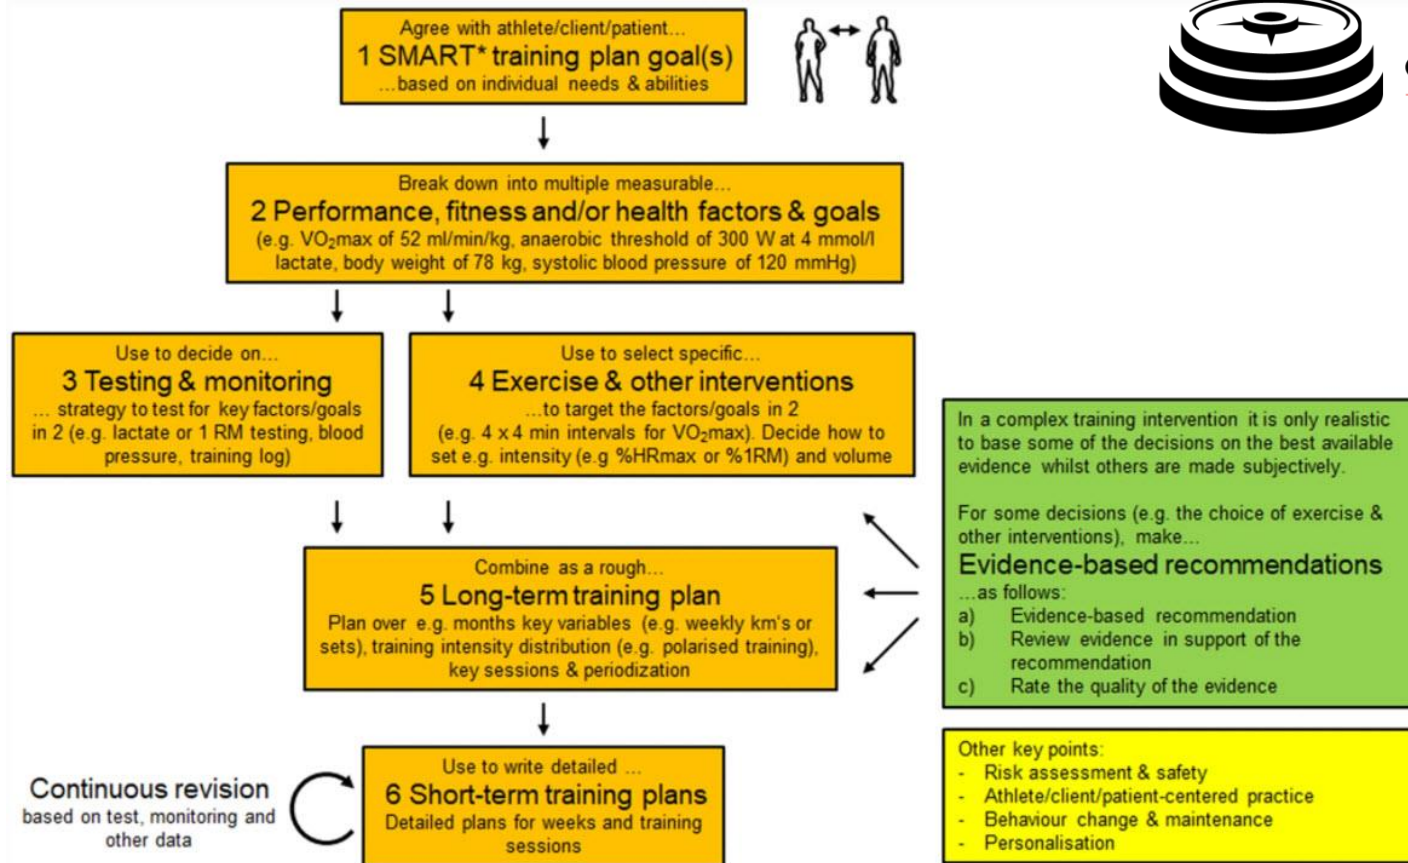 Agree with athlete/client/patient...
1 SMART* training plan goal(s)
...based on individual needs & abilities
Break down into multiple measurable...
2 Performance, fitness and/or health factors & goals
(e.g. VO₂max of 52 ml/min/kg, anaerobic threshold of 300 W at 4 mmol/l
lactate, body weight of 78 kg, systolic blood pressure of 120 mmHg)
Use to decide on...
3 Testing & monitoring
... strategy to test for key factors/goals
in 2 (e.g. lactate or 1 RM testing, blood
pressure, training log)
Use to select specific...
4 Exercise & other interventions
...to target the factors/goals in 2
(e.g. 4 x 4 min intervals for VO₂max). Decide how to
set e.g. intensity (e.g %HRmax or %1RM) and volume
Combine as a rough...
5 Long-term training plan
Plan over e.g. months key variables (e.g. weekly km's or
sets), training intensity distribution (e.g. polarised training),
key sessions & periodization
Use to write detailed ...
6 Short-term training plans
Detailed plans for weeks and training
sessions
Continuous revision
based on test, monitoring and
other data
In a complex training intervention it is only realistic
to base some of the decisions on the best available
evidence whilst others are made subjectively.
For some decisions (e.g. the choice of exercise &
other interventions), make...
Evidence-based recommendations
...as follows:
a) Evidence-based recommendation
b) Review evidence in support of the
recommendation
c) Rate the quality of the evidence
Other key points:
- Risk assessment & safety
- Athlete/client/patient-centered practice
- Behaviour change & maintenance
- Personalisation